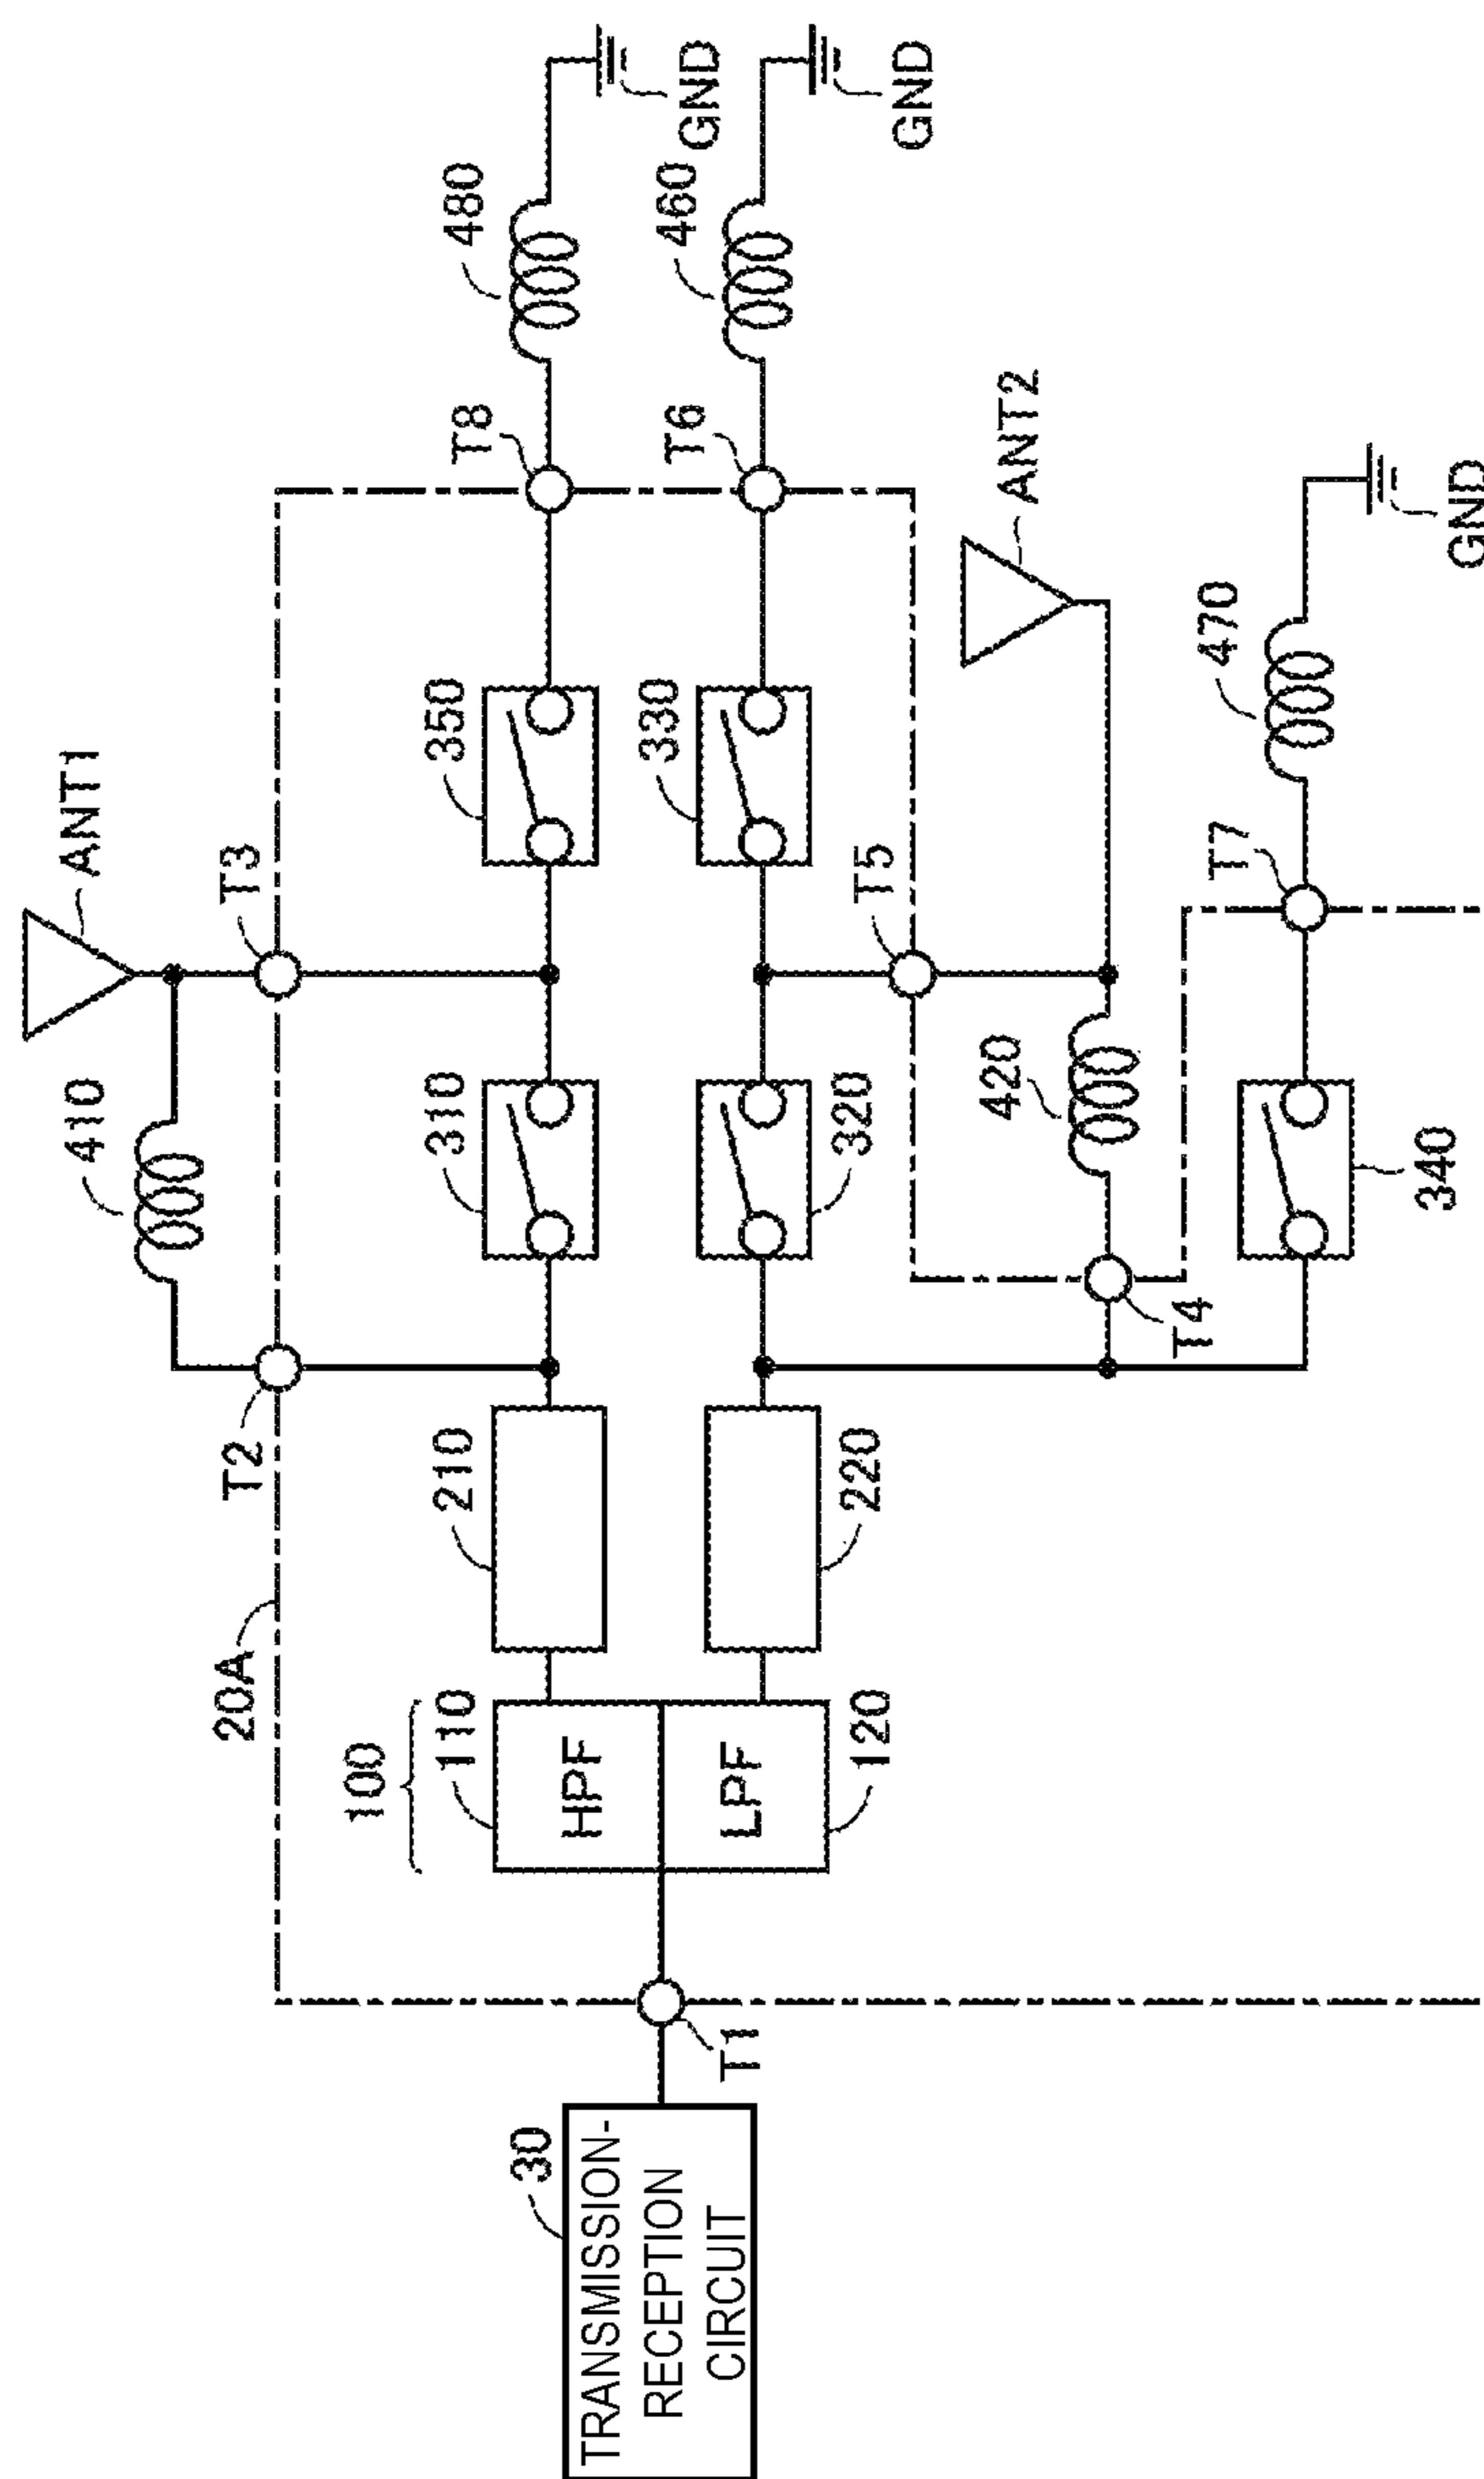 ANT1
410
T2
T3
20A
100
110
HPF
210
310
350
T8
480
GND
30
TRANSMISSION-
RECEPTION
CIRCUIT
T1
LPF
120
220
320
330
T6
460
GND
T5
ANT2
420
T4
340
T7
470
GND